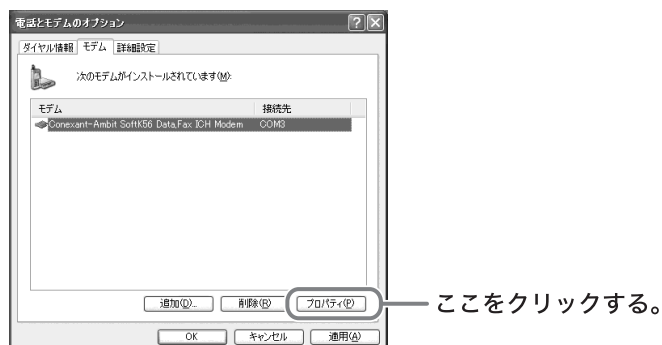 電話とモデムのオプション
ダイヤル情報 モデム 詳細設定
次のモデムがインストールされています(M):
モデム 接続先
Conexant-Ambit SoftK56 Data,Fax ICH Modem COM3
追加(D)... 削除(R) プロパティ(P)
ここをクリックする。
OK キャンセル 適用(A)